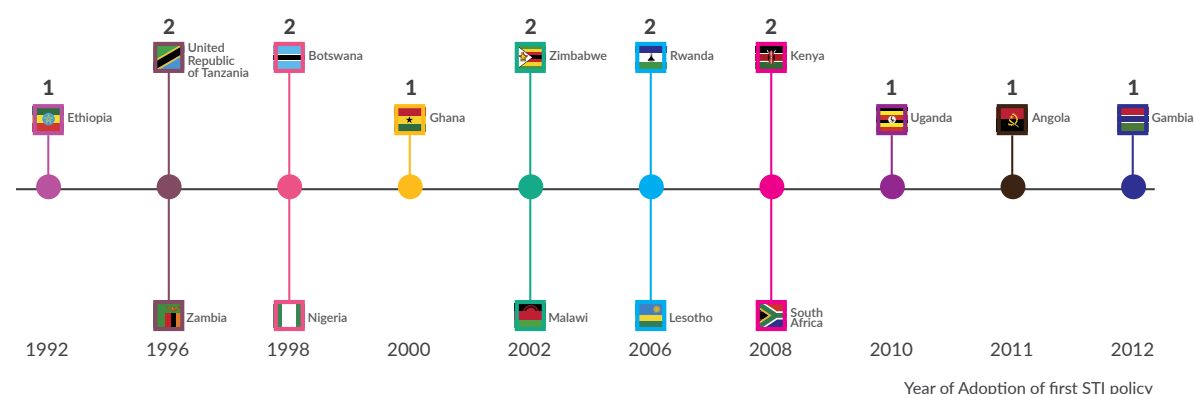 2
2
2
2
2
2
United
Republic
of Tanzania
Botswana
Zimbabwe
Rwanda
Kenya
1
1
1
1
1
Ethiopia
Ghana
Uganda
Angola
Gambia
Zambia
Nigeria
Malawi
Lesotho
South
Africa
1992
1996
1998
2000
2002
2006
2008
2010
2011
2012
Year of Adoption of first STI policy